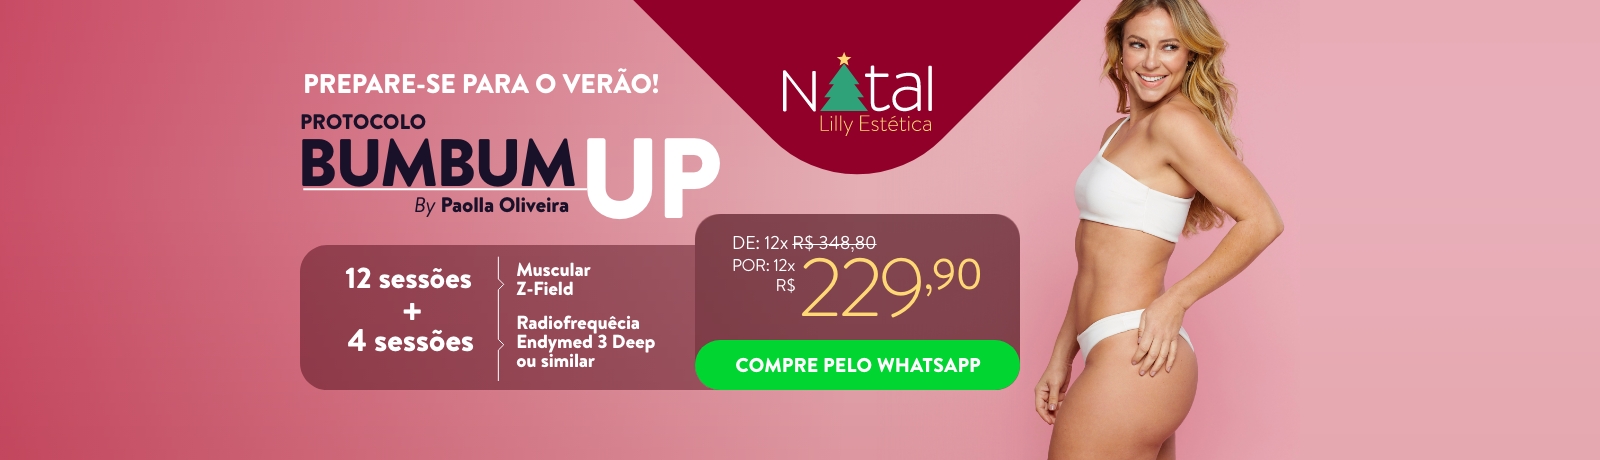 PREPARE-SE PARA O VERÃO!
PROTOCOLO
BUMBUM UP
By Paolla Oliveira
Natal
Lilly Estética
12 sessões
+
4 sessões
Muscular
Z-Field
Radiofrequêcia
Endymed 3 Deep
ou similar
DE: 12x R$ 348,80
POR: 12x
R$ 229,90
COMPRE PELO WHATSAPP